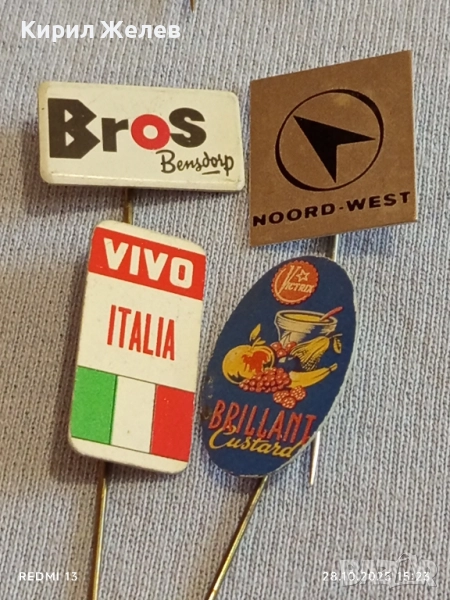 Кирил Желев
Bros
Bensdorp
NOORD-WEST
VIVO
ITALIA
VICTRIX
BRILLANT
Custard
REDMI 13
28.10.2025 15:23